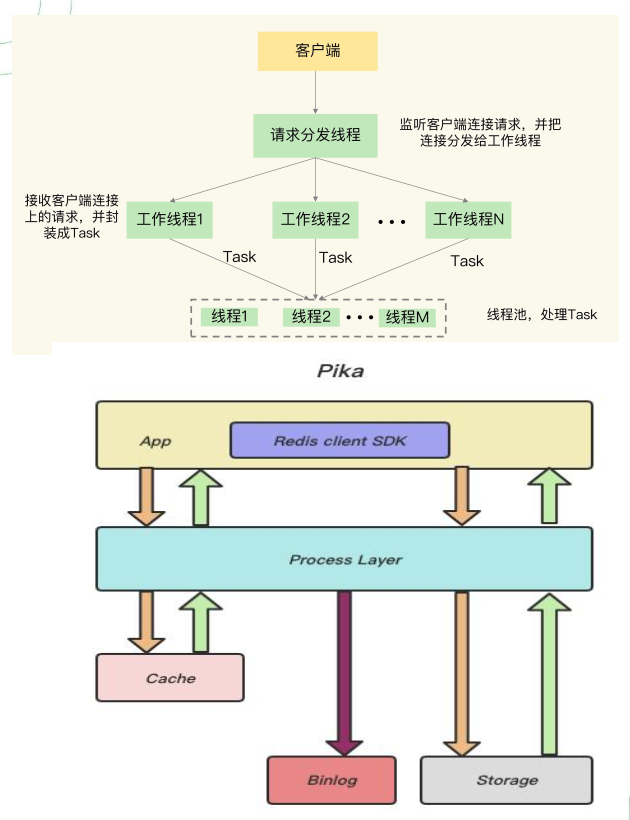 客户端
请求分发线程
监听客户端连接请求，并把
连接分发给工作线程
接收客户端连接
上的请求，并封
装成Task
工作线程1
工作线程2
• • •
工作线程N
Task
Task
Task
线程1
线程2
• • •
线程M
线程池，处理Task
Pika
App
Redis client SDK
Process Layer
Cache
Binlog
Storage